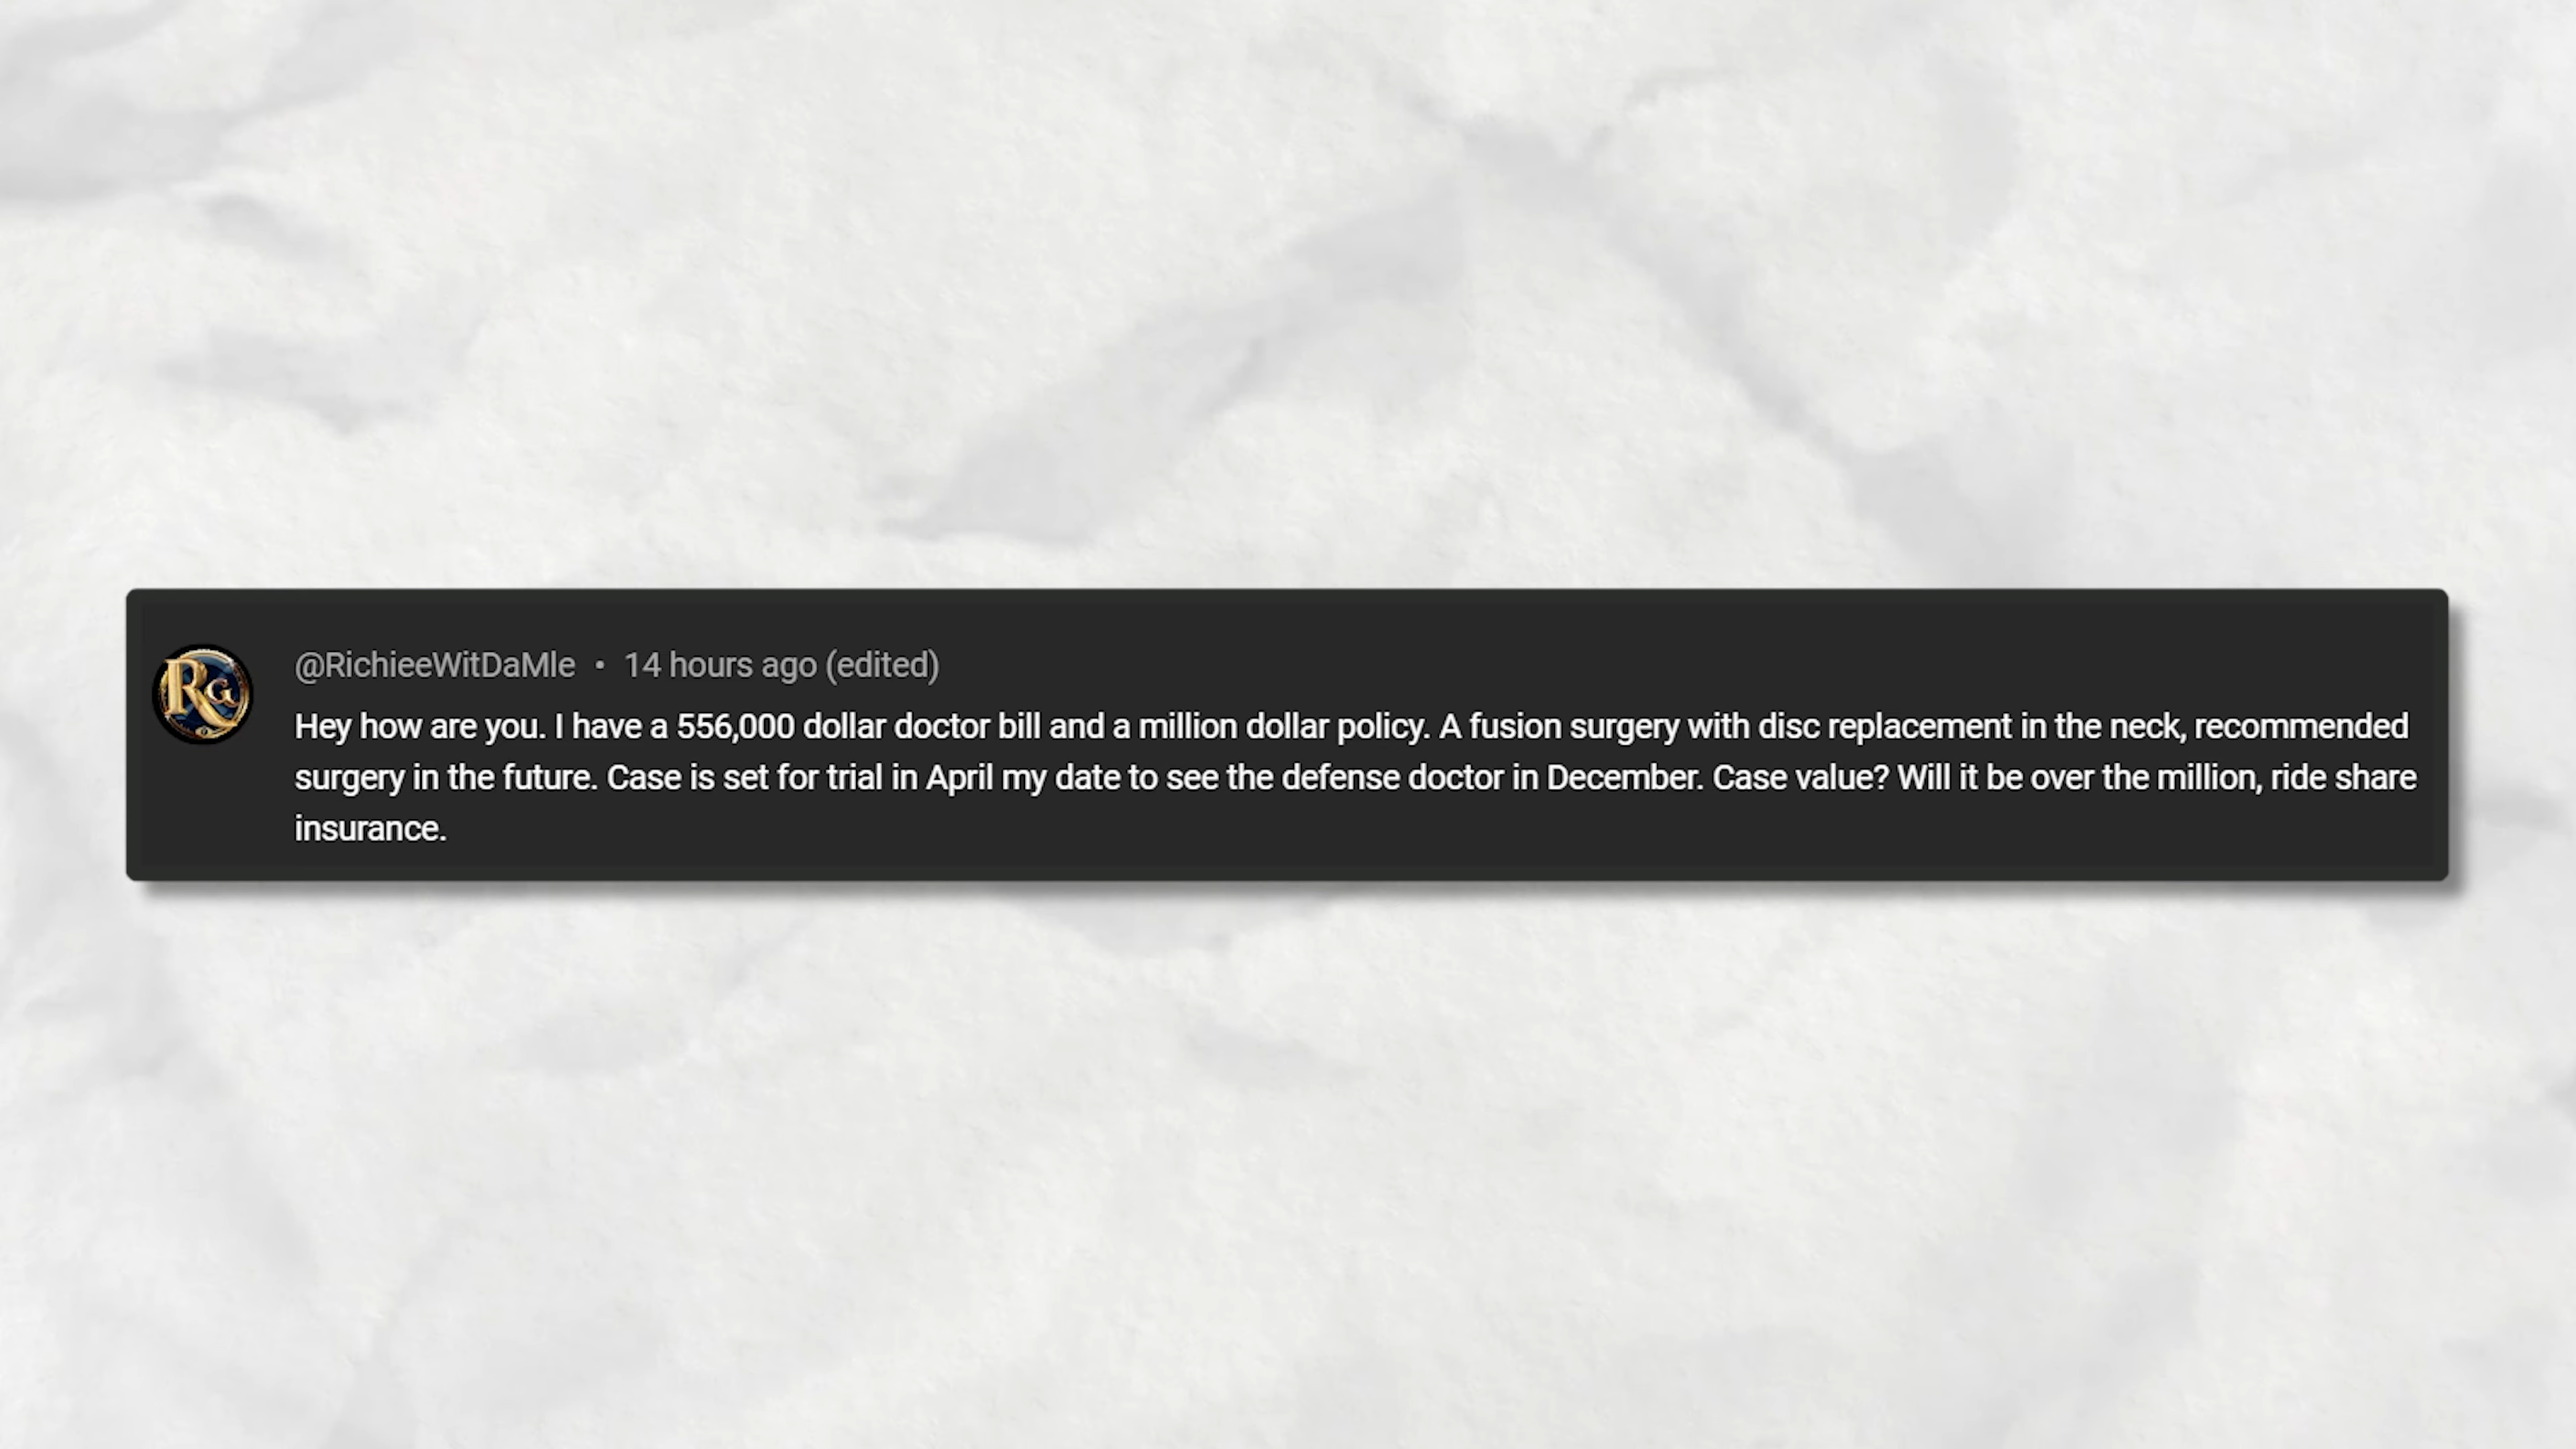 RG
@RichieeWitDaMle • 14 hours ago (edited)
Hey how are you. I have a 556,000 dollar doctor bill and a million dollar policy. A fusion surgery with disc replacement in the neck, recommended
surgery in the future. Case is set for trial in April my date to see the defense doctor in December. Case value? Will it be over the million, ride share
insurance.